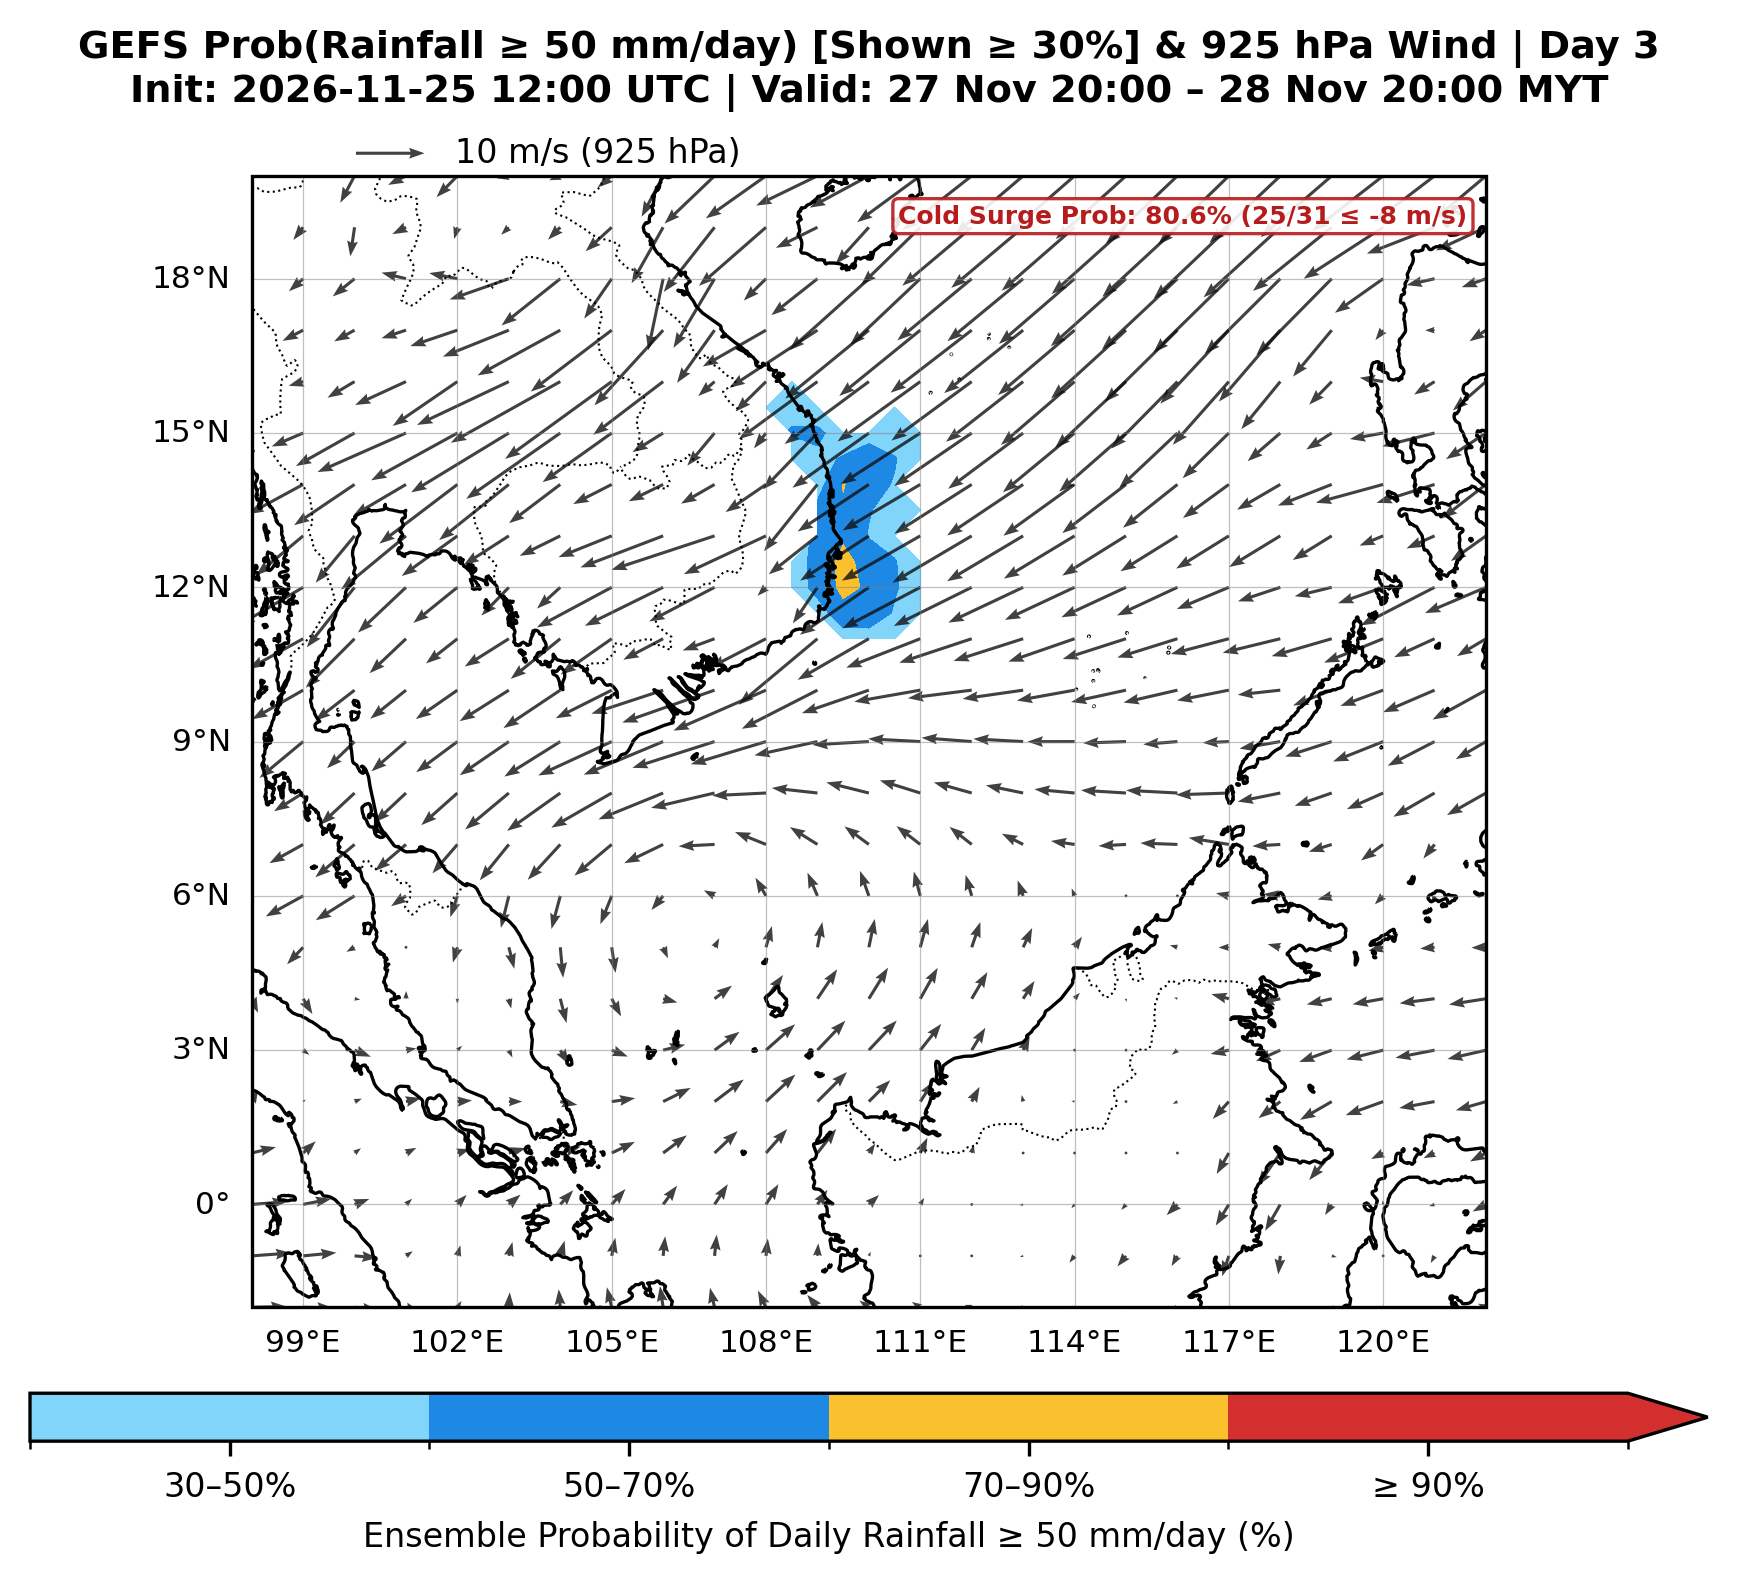 GEFS Prob(Rainfall ≥ 50 mm/day) [Shown ≥ 30%] & 925 hPa Wind | Day 3
Init: 2026-11-25 12:00 UTC | Valid: 27 Nov 20:00 – 28 Nov 20:00 MYT
10 m/s (925 hPa)
Cold Surge Prob: 80.6% (25/31 ≤ -8 m/s)
18°N
15°N
12°N
9°N
6°N
3°N
0°
99°E 102°E 105°E 108°E 111°E 114°E 117°E 120°E
30–50% 50–70% 70–90% ≥ 90%
Ensemble Probability of Daily Rainfall ≥ 50 mm/day (%)